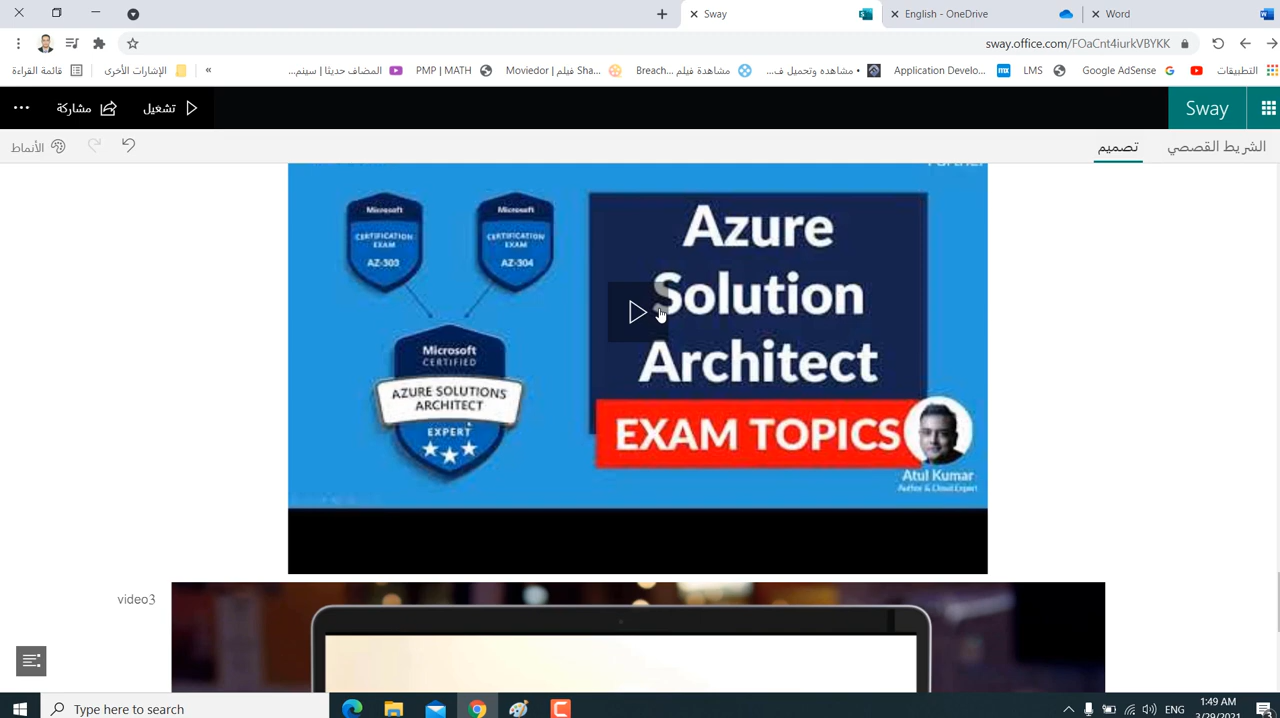 Sway
English - OneDrive
Word
sway.office.com/FOaCnt4iurkVBYKK
التطبيقات
Google AdSense
LMS
Application Develo...
مشاهده وتحميل ف...
مشاهدة فيلم Breach...
Moviedor | فيلم Sha...
PMP | MATH
المضاف حديثا | سينم...
»
الإشارات الأخرى
قائمة القراءة
Sway
تشغيل
مشاركة
...
الشريط القصصي
تصميم
الأنماط
Microsoft
CERTIFICATION
EXAM
AZ-303
Microsoft
CERTIFICATION
EXAM
AZ-304
Microsoft
CERTIFIED
AZURE SOLUTIONS
ARCHITECT
EXPERT
Azure
Solution
Architect
EXAM TOPICS
Atul Kumar
Author & Cloud Expert
video3
Type here to search
ENG
1:49 AM
3/29/2021